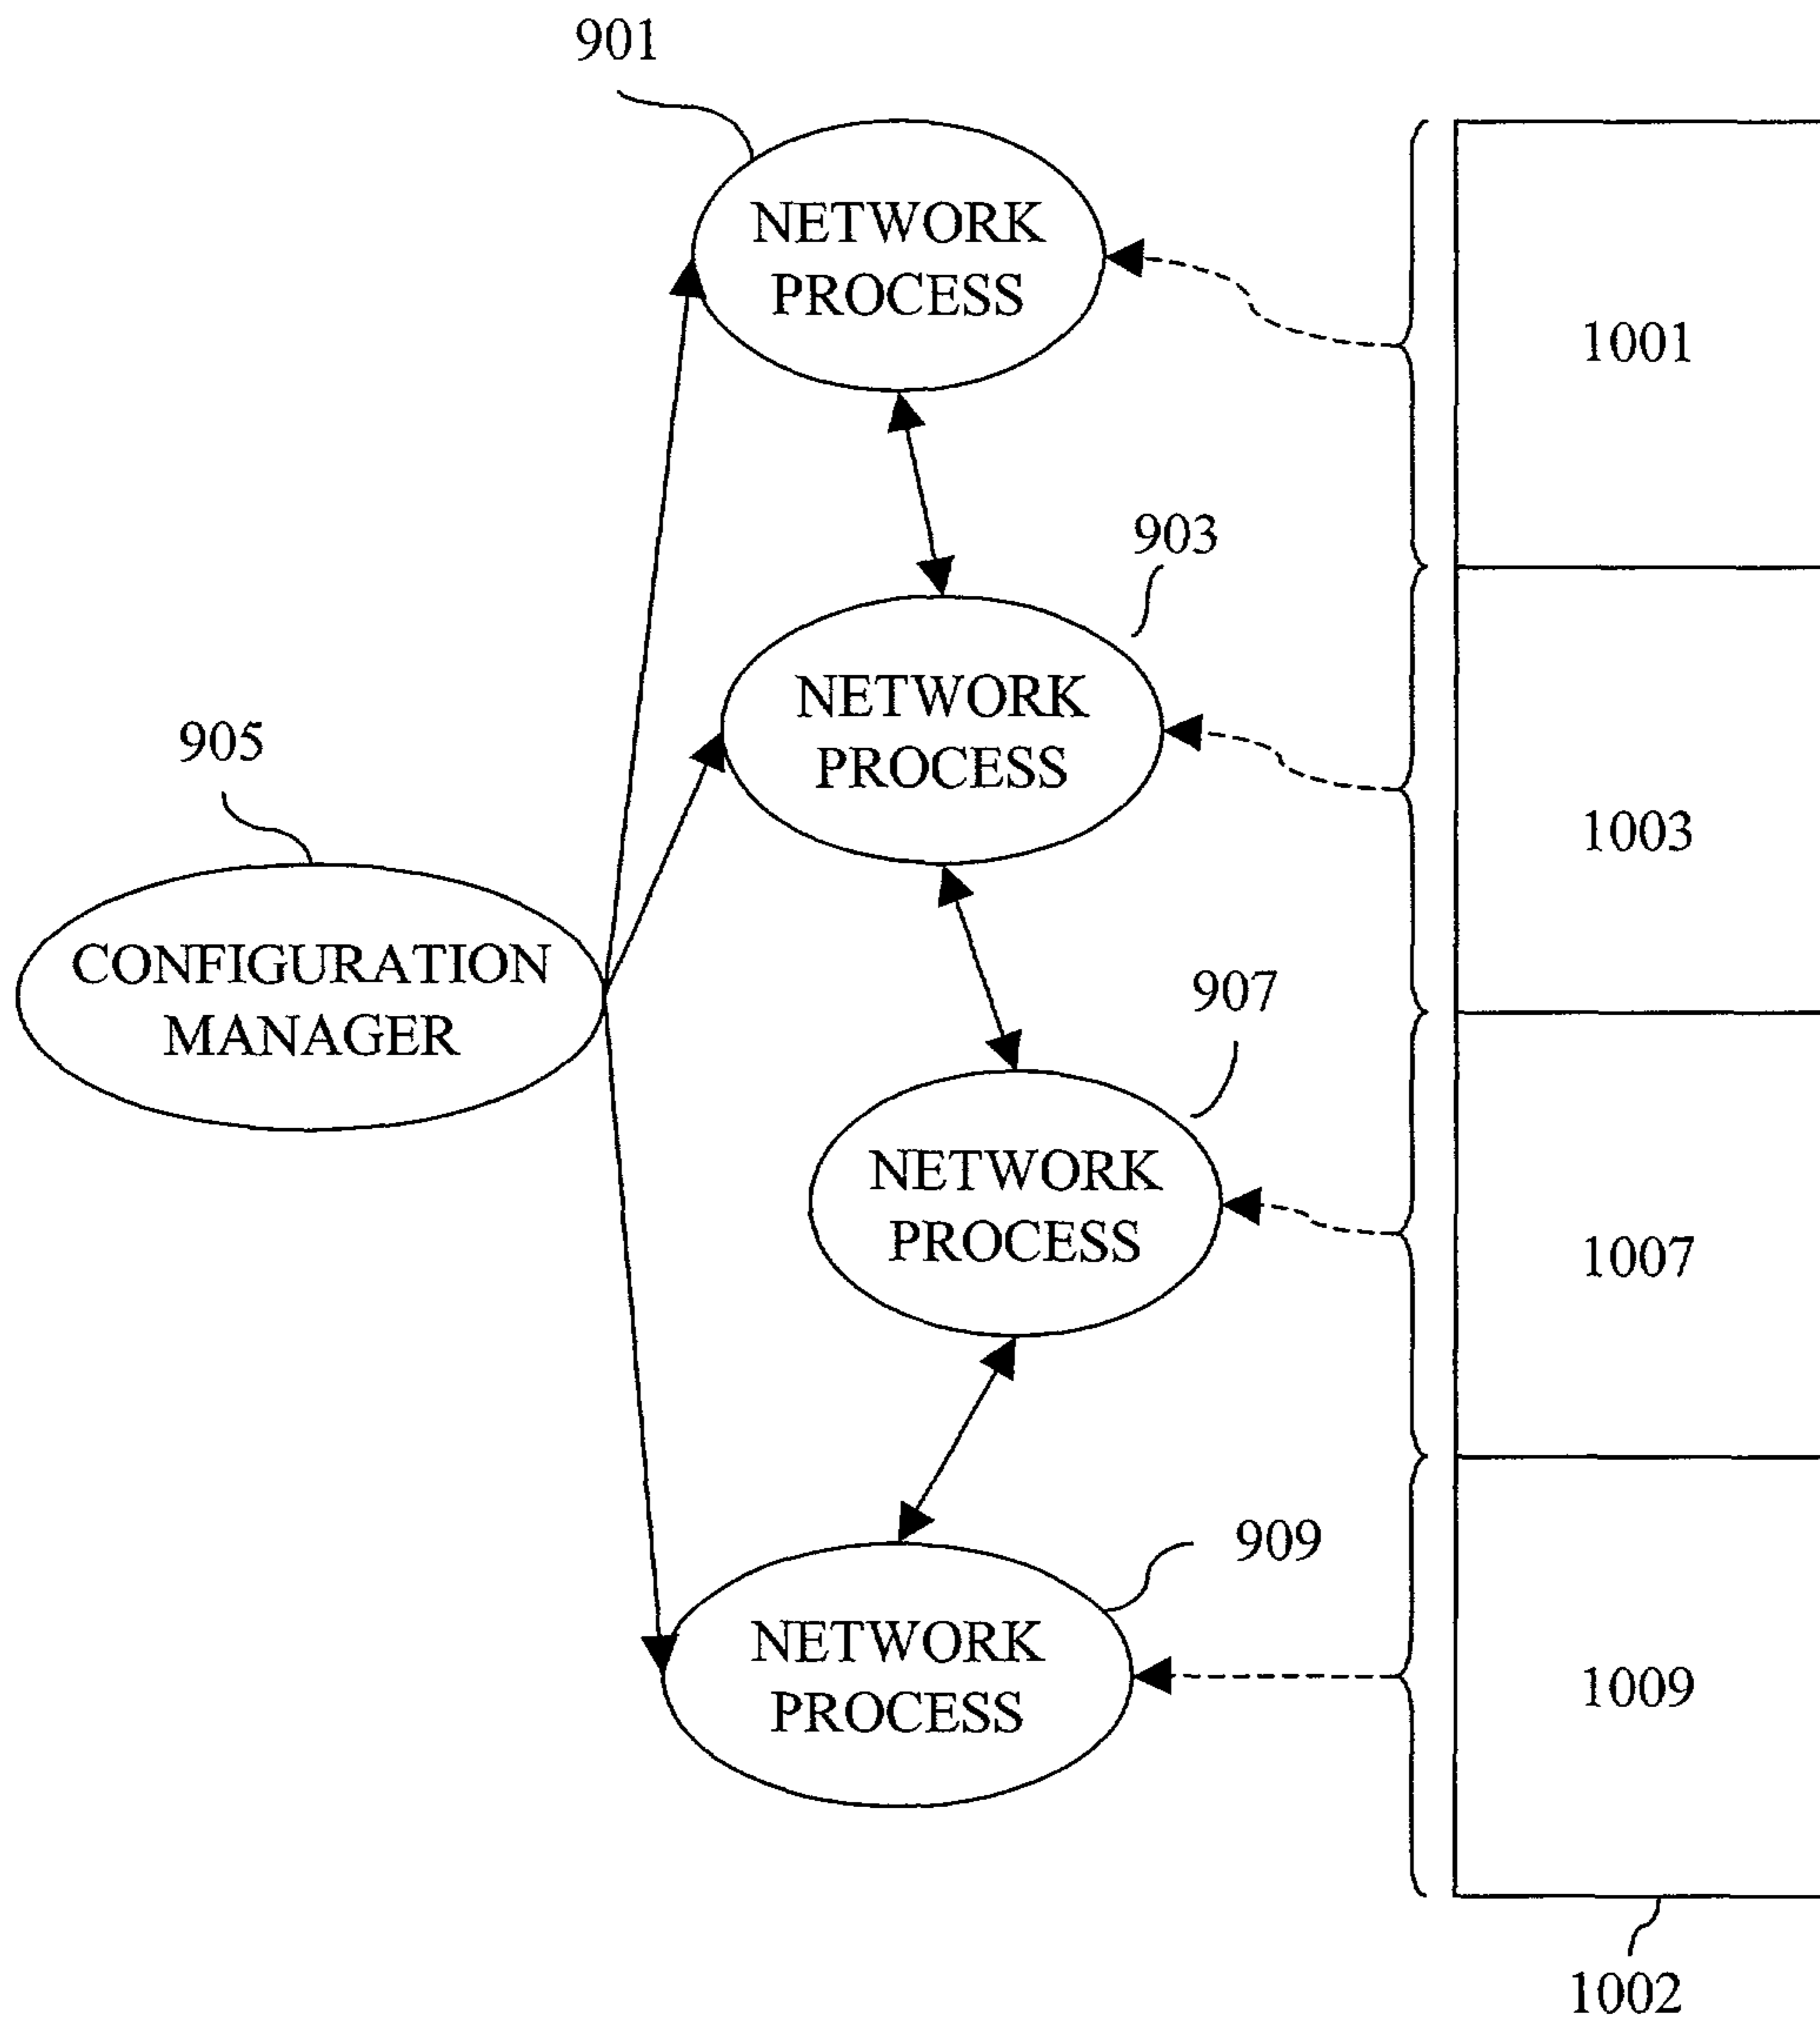 901
NETWORK
PROCESS
1001
903
NETWORK
PROCESS
1003
905
CONFIGURATION
MANAGER
907
NETWORK
PROCESS
1007
909
NETWORK
PROCESS
1009
1002